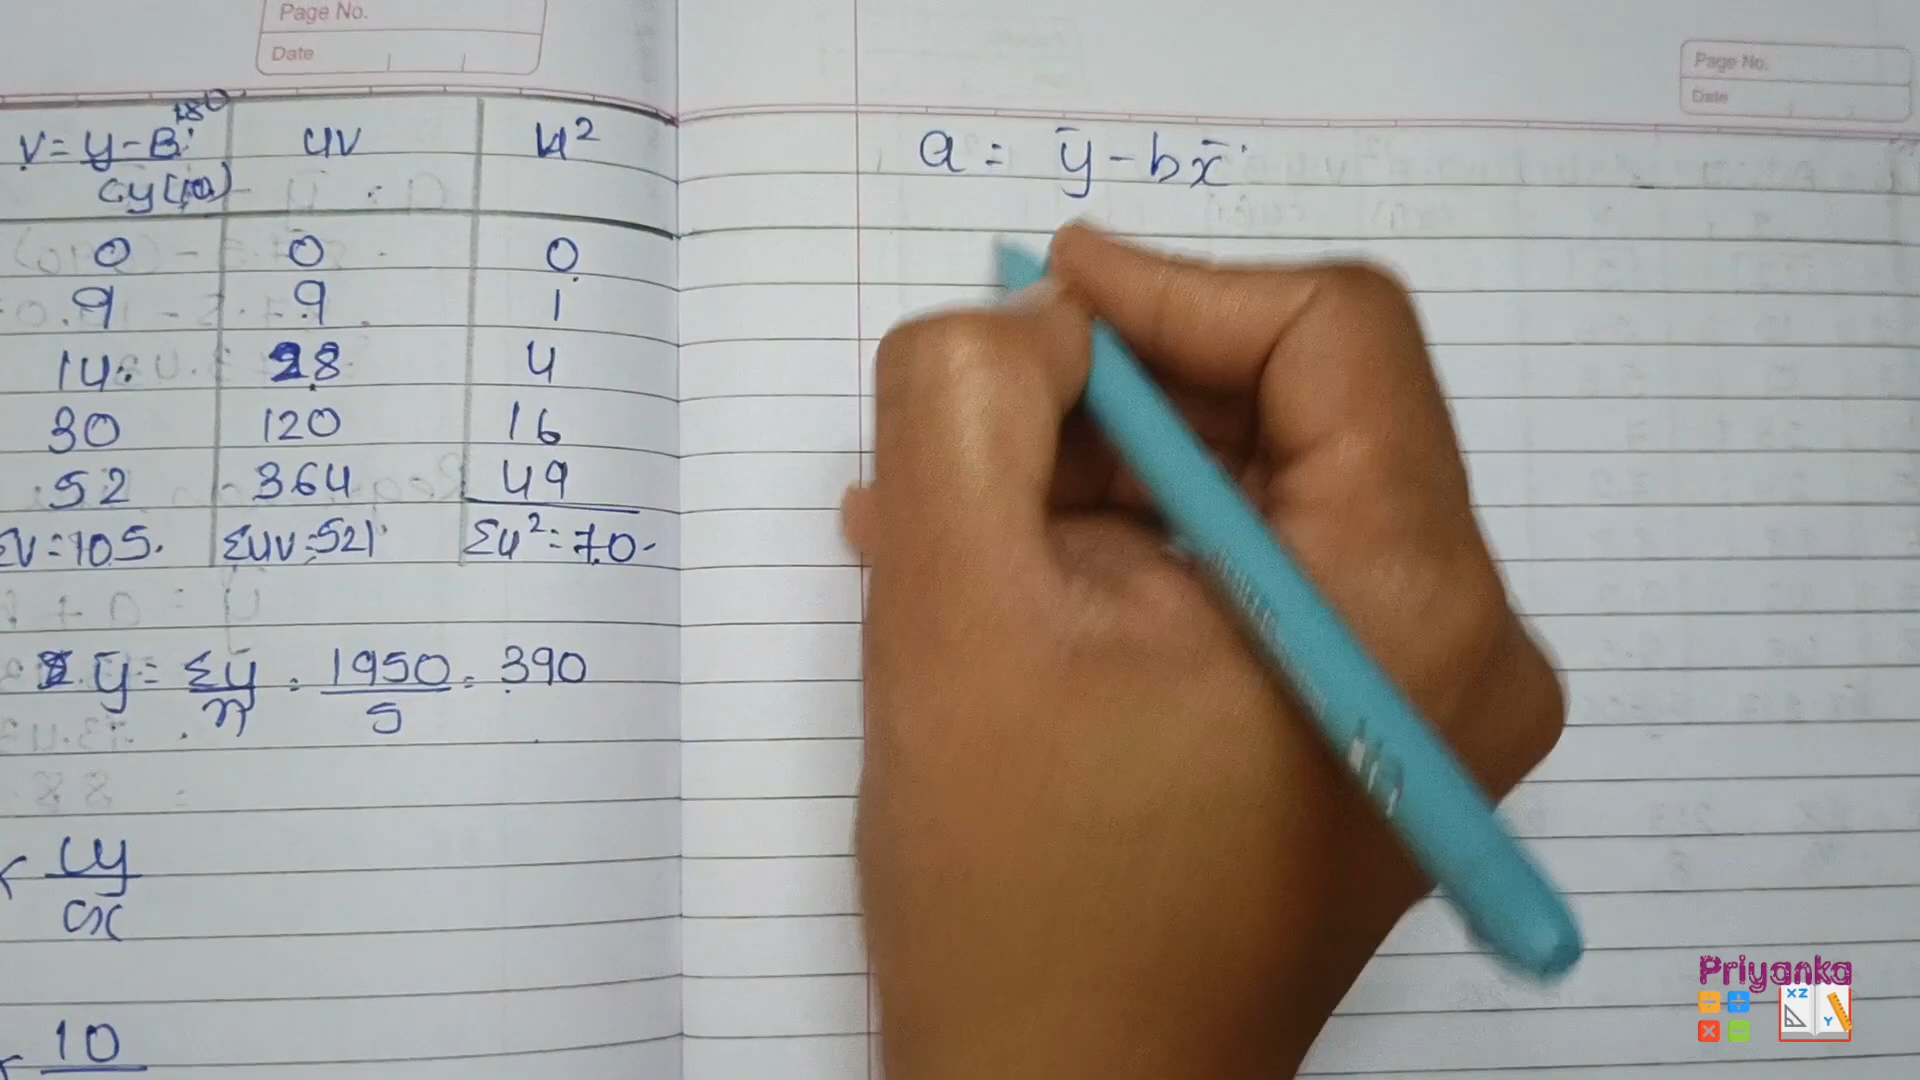 Page No.
Date
180
V = y - B uv u²
cy(10)
0 0 0
9 9 1
14 28 4
30 120 16
52 364 49
Σv = 105 Σuv = 521 Σu² = 70
ȳ = Σy = 1950 = 390
n 5
cy
cx
10
Page No.
Date
a = ȳ - bx̄
Priyanka
XZ
Y